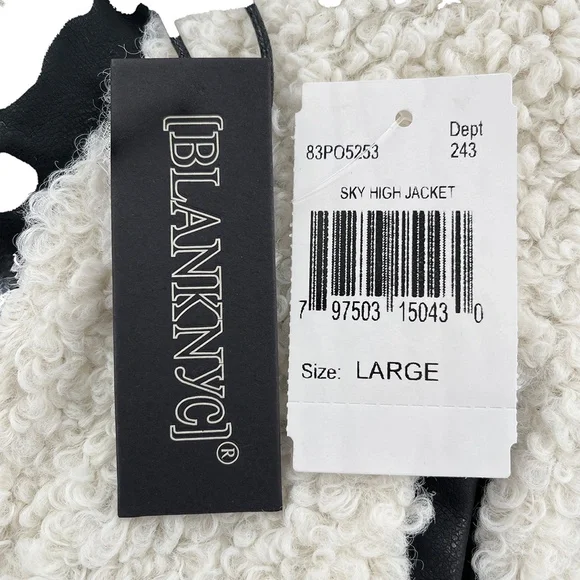 [BLANKNYC]®
83PO5253
Dept
243
SKY HIGH JACKET
7 97503 15043 0
Size: LARGE